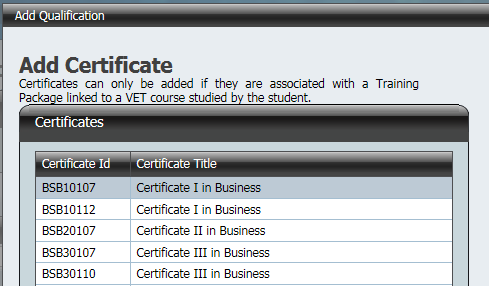 Add Qualification
Add Certificate
Certificates can only be added if they are associated with a Training
Package linked to a VET course studied by the student.
Certificates
Certificate Id Certificate Title
BSB10107 Certificate I in Business
BSB10112 Certificate I in Business
BSB20107 Certificate II in Business
BSB30107 Certificate III in Business
BSB30110 Certificate III in Business